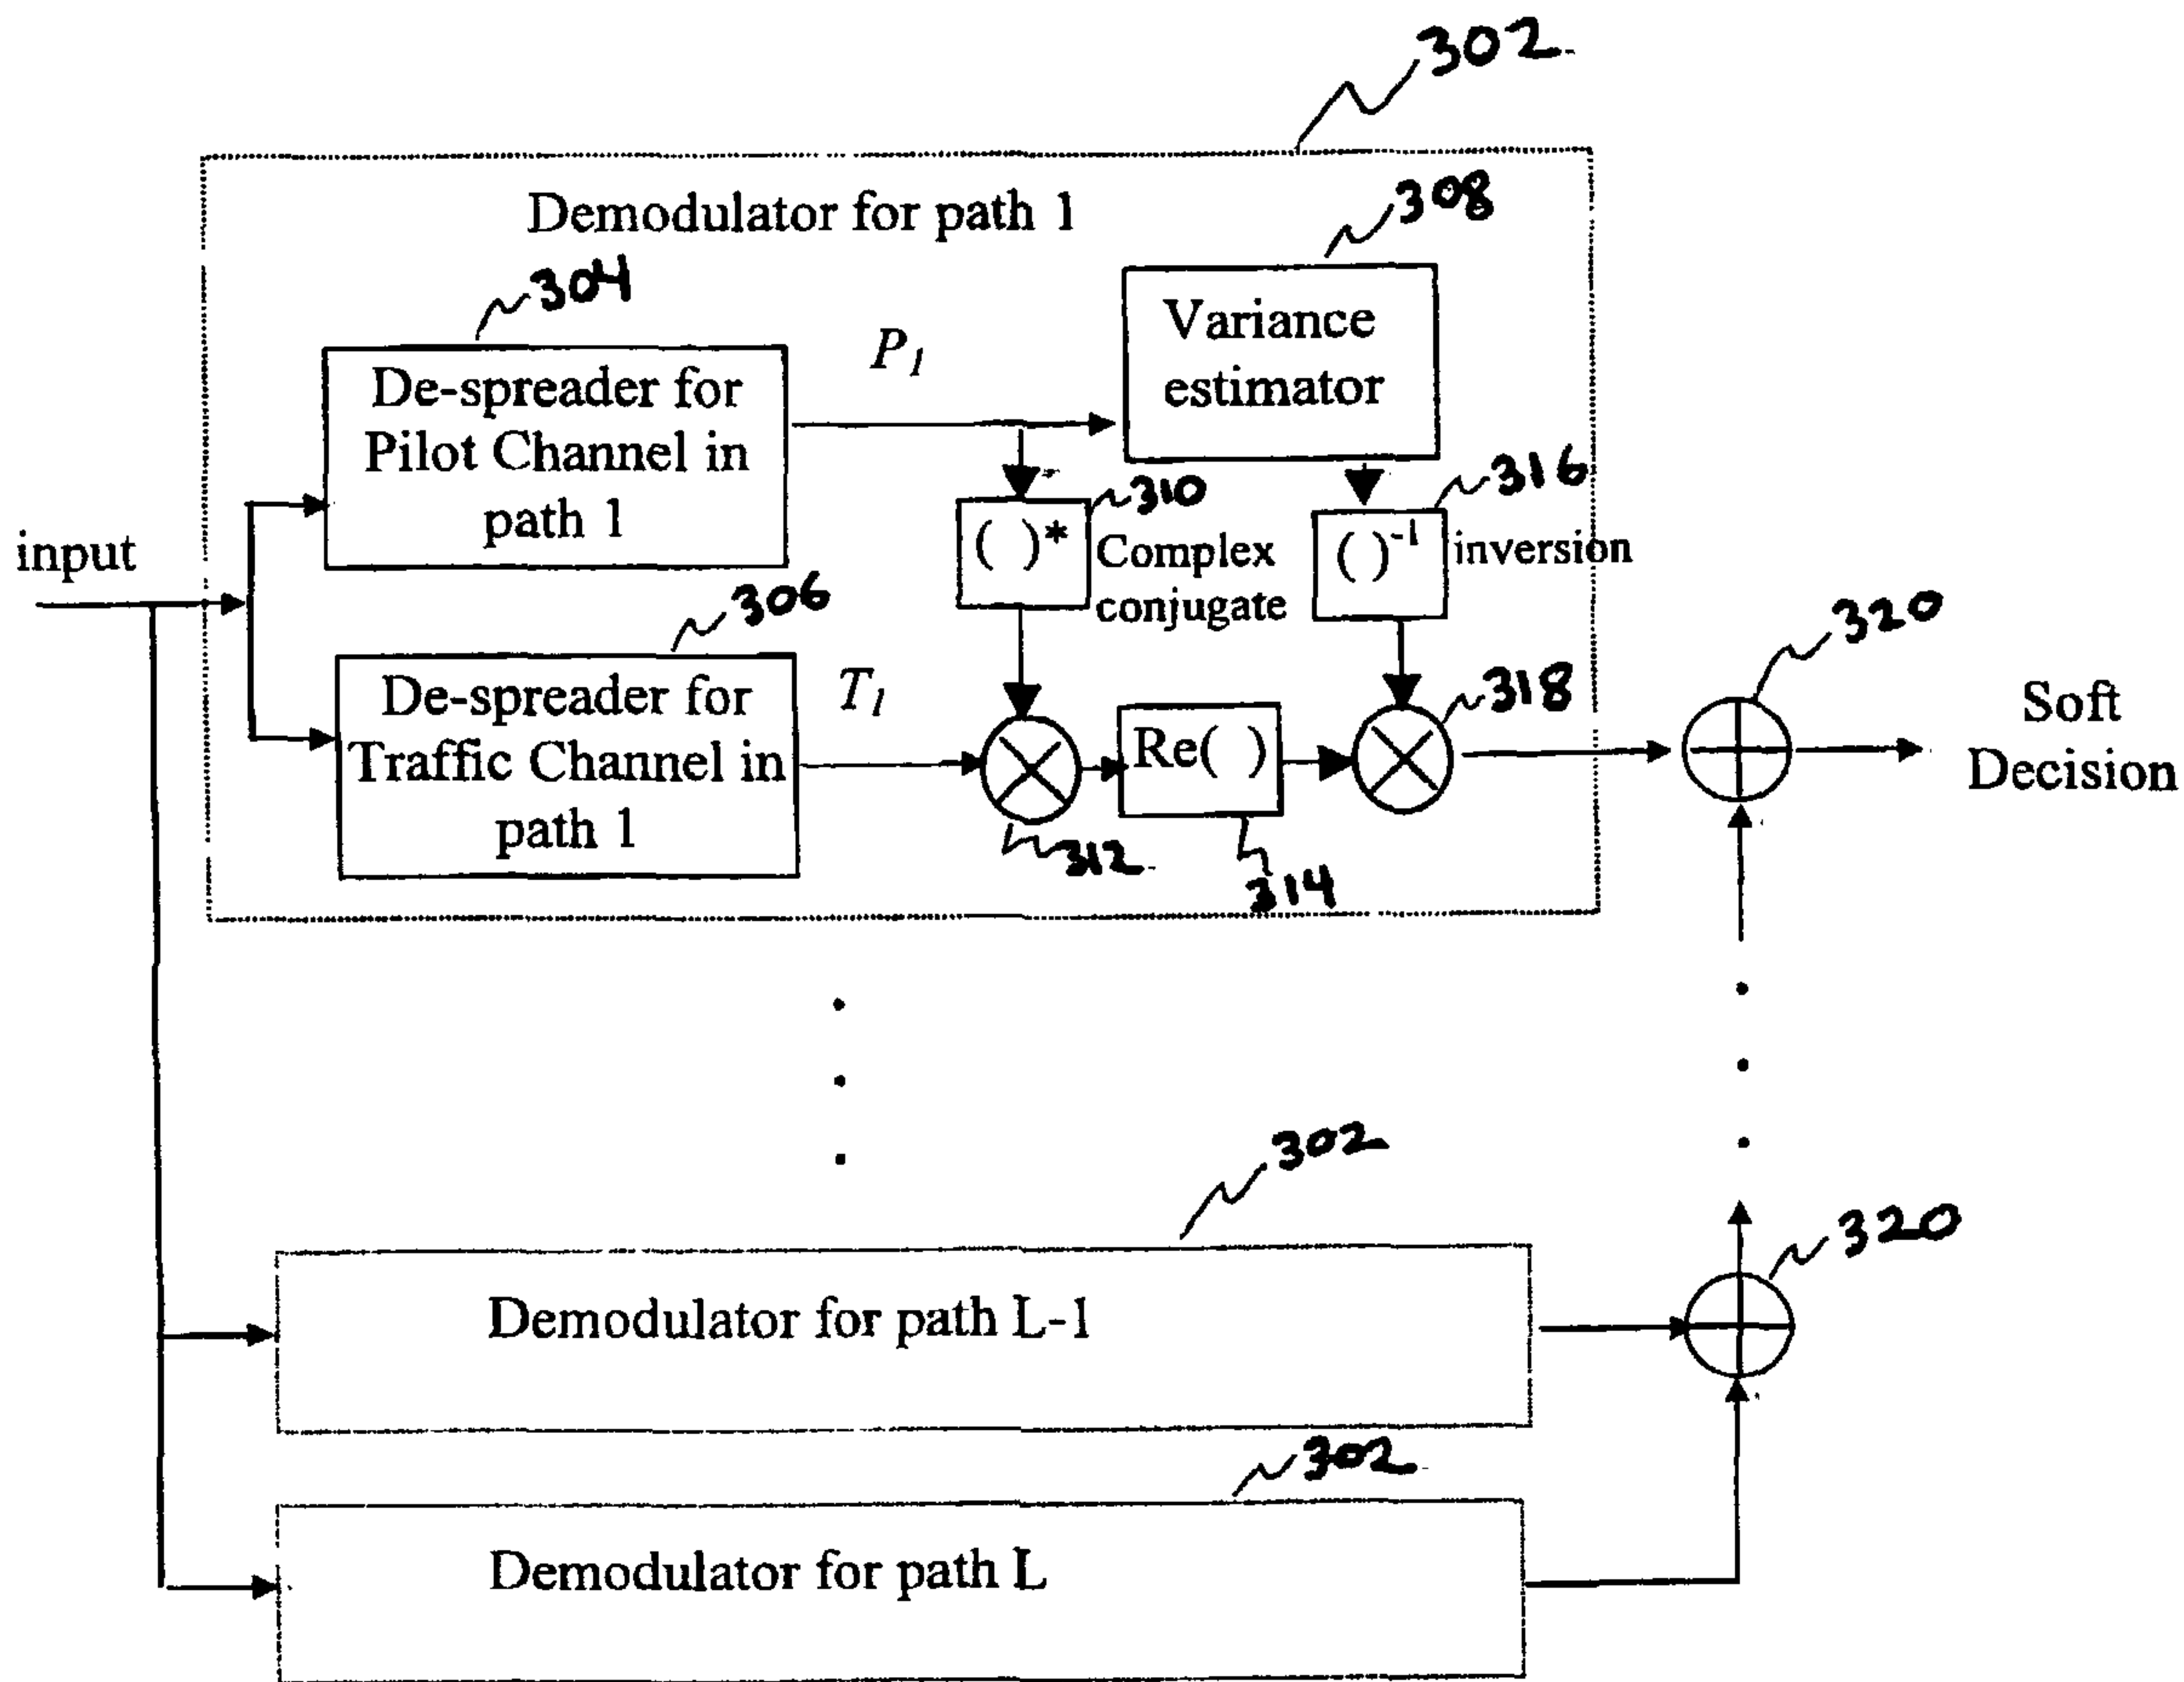 302
Demodulator for path 1
308
304
Variance
estimator
P1
De-spreader for
Pilot Channel in
path 1
310
316
( )*
Complex
conjugate
( )-1
inversion
input
306
320
De-spreader for
Traffic Channel in
path 1
T1
Re( )
318
Soft
Decision
312
314
302
320
Demodulator for path L-1
302
Demodulator for path L